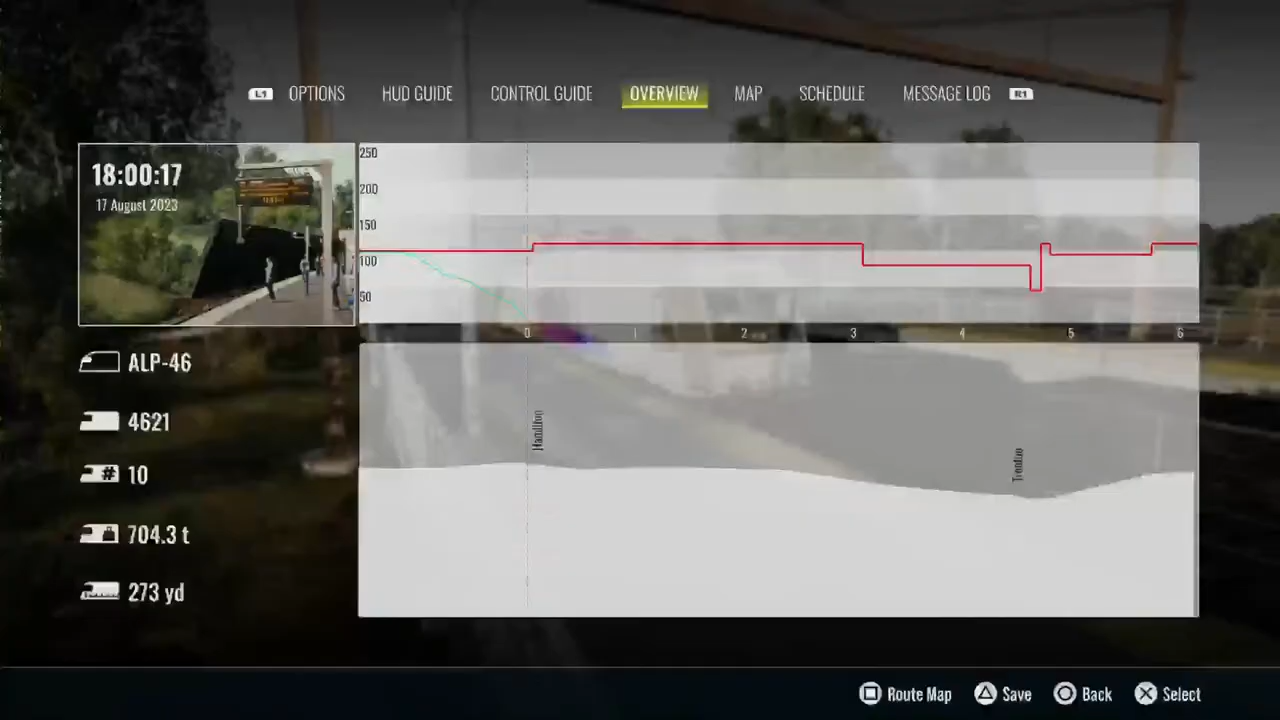 L1 OPTIONS HUD GUIDE CONTROL GUIDE OVERVIEW MAP SCHEDULE MESSAGE LOG R1
18:00:17
17 August 2023
250
200
150
100
50
0 1 2 3 4 5 6
ALP-46
4621
# 10
704.3 t
273 yd
Hamilton
Trenton
Route Map Save Back Select